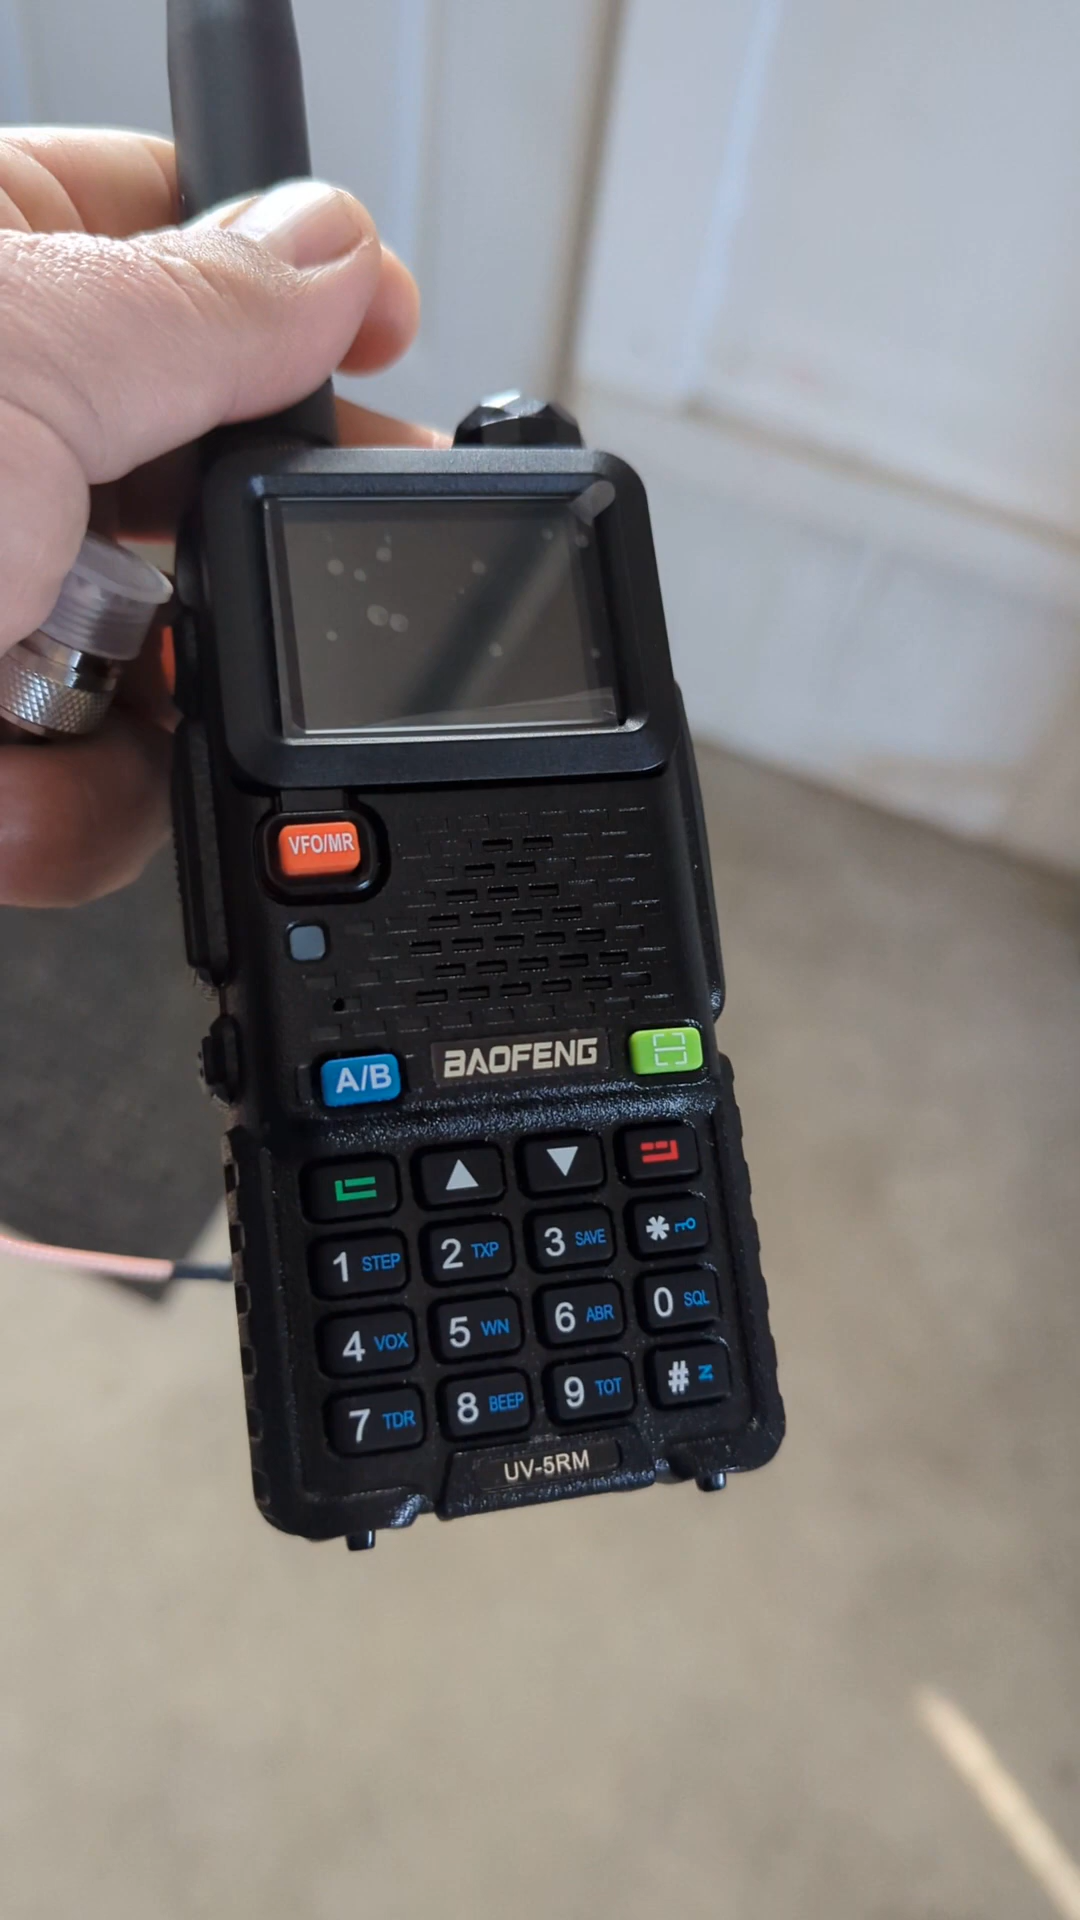 VFO/MR
A/B BAOFENG
▲ ▼
1 STEP 2 TXP 3 SAVE *
4 VOX 5 WN 6 ABR 0 SQL
7 TDR 8 BEEP 9 TOT #
UV-5RM